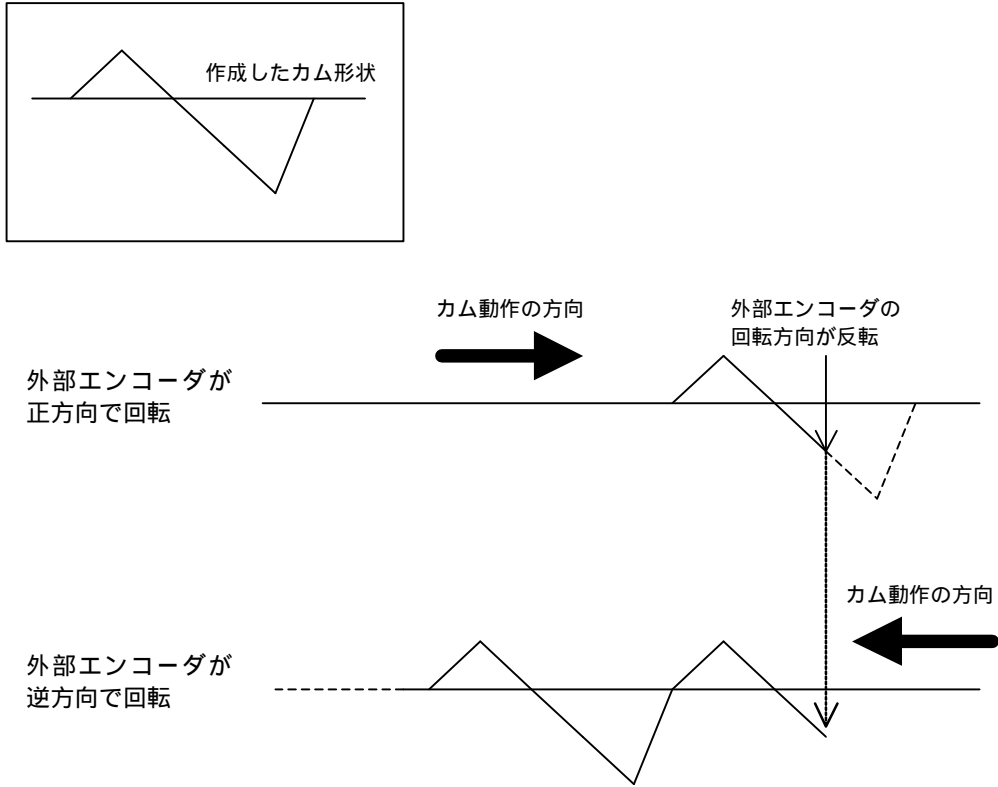 作成したカム形状
カム動作の方向
外部エンコーダの
回転方向が反転
外部エンコーダが
正方向で回転
カム動作の方向
外部エンコーダが
逆方向で回転